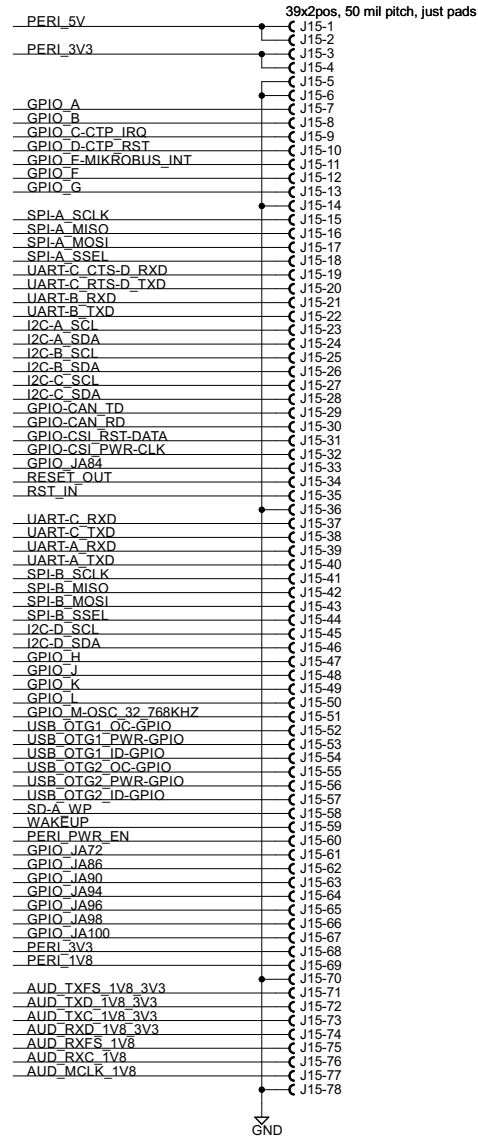 39x2pos, 50 mil pitch, just pads
PERI_5V J15-1
J15-2
PERI_3V3 J15-3
J15-4
J15-5
J15-6
GPIO_A J15-7
GPIO_B J15-8
GPIO_C-CTP_IRQ J15-9
GPIO_D-CTP_RST J15-10
GPIO_E-MIKROBUS_INT J15-11
GPIO_F J15-12
GPIO_G J15-13
J15-14
SPI-A_SCLK J15-15
SPI-A_MISO J15-16
SPI-A_MOSI J15-17
SPI-A_SSEL J15-18
UART-C_CTS-D_RXD J15-19
UART-C_RTS-D_TXD J15-20
UART-B_RXD J15-21
UART-B_TXD J15-22
I2C-A_SCL J15-23
I2C-A_SDA J15-24
I2C-B_SCL J15-25
I2C-B_SDA J15-26
I2C-C_SCL J15-27
I2C-C_SDA J15-28
GPIO-CAN_TD J15-29
GPIO-CAN_RD J15-30
GPIO-CSI_RST-DATA J15-31
GPIO-CSI_PWR-CLK J15-32
GPIO_JA84 J15-33
RESET_OUT J15-34
RST_IN J15-35
J15-36
UART-C_RXD J15-37
UART-C_TXD J15-38
UART-A_RXD J15-39
UART-A_TXD J15-40
SPI-B_SCLK J15-41
SPI-B_MISO J15-42
SPI-B_MOSI J15-43
SPI-B_SSEL J15-44
I2C-D_SCL J15-45
I2C-D_SDA J15-46
GPIO_H J15-47
GPIO_J J15-48
GPIO_K J15-49
GPIO_L J15-50
GPIO_M-OSC_32_768KHZ J15-51
USB_OTG1_OC-GPIO J15-52
USB_OTG1_PWR-GPIO J15-53
USB_OTG1_ID-GPIO J15-54
USB_OTG2_OC-GPIO J15-55
USB_OTG2_PWR-GPIO J15-56
USB_OTG2_ID-GPIO J15-57
SD-A_WP J15-58
WAKEUP J15-59
PERI_PWR_EN J15-60
GPIO_JA72 J15-61
GPIO_JA86 J15-62
GPIO_JA90 J15-63
GPIO_JA94 J15-64
GPIO_JA96 J15-65
GPIO_JA98 J15-66
GPIO_JA100 J15-67
PERI_3V3 J15-68
PERI_1V8 J15-69
J15-70
AUD_TXFS_1V8_3V3 J15-71
AUD_TXD_1V8_3V3 J15-72
AUD_TXC_1V8_3V3 J15-73
AUD_RXD_1V8_3V3 J15-74
AUD_RXFS_1V8 J15-75
AUD_RXC_1V8 J15-76
AUD_MCLK_1V8 J15-77
J15-78
GND